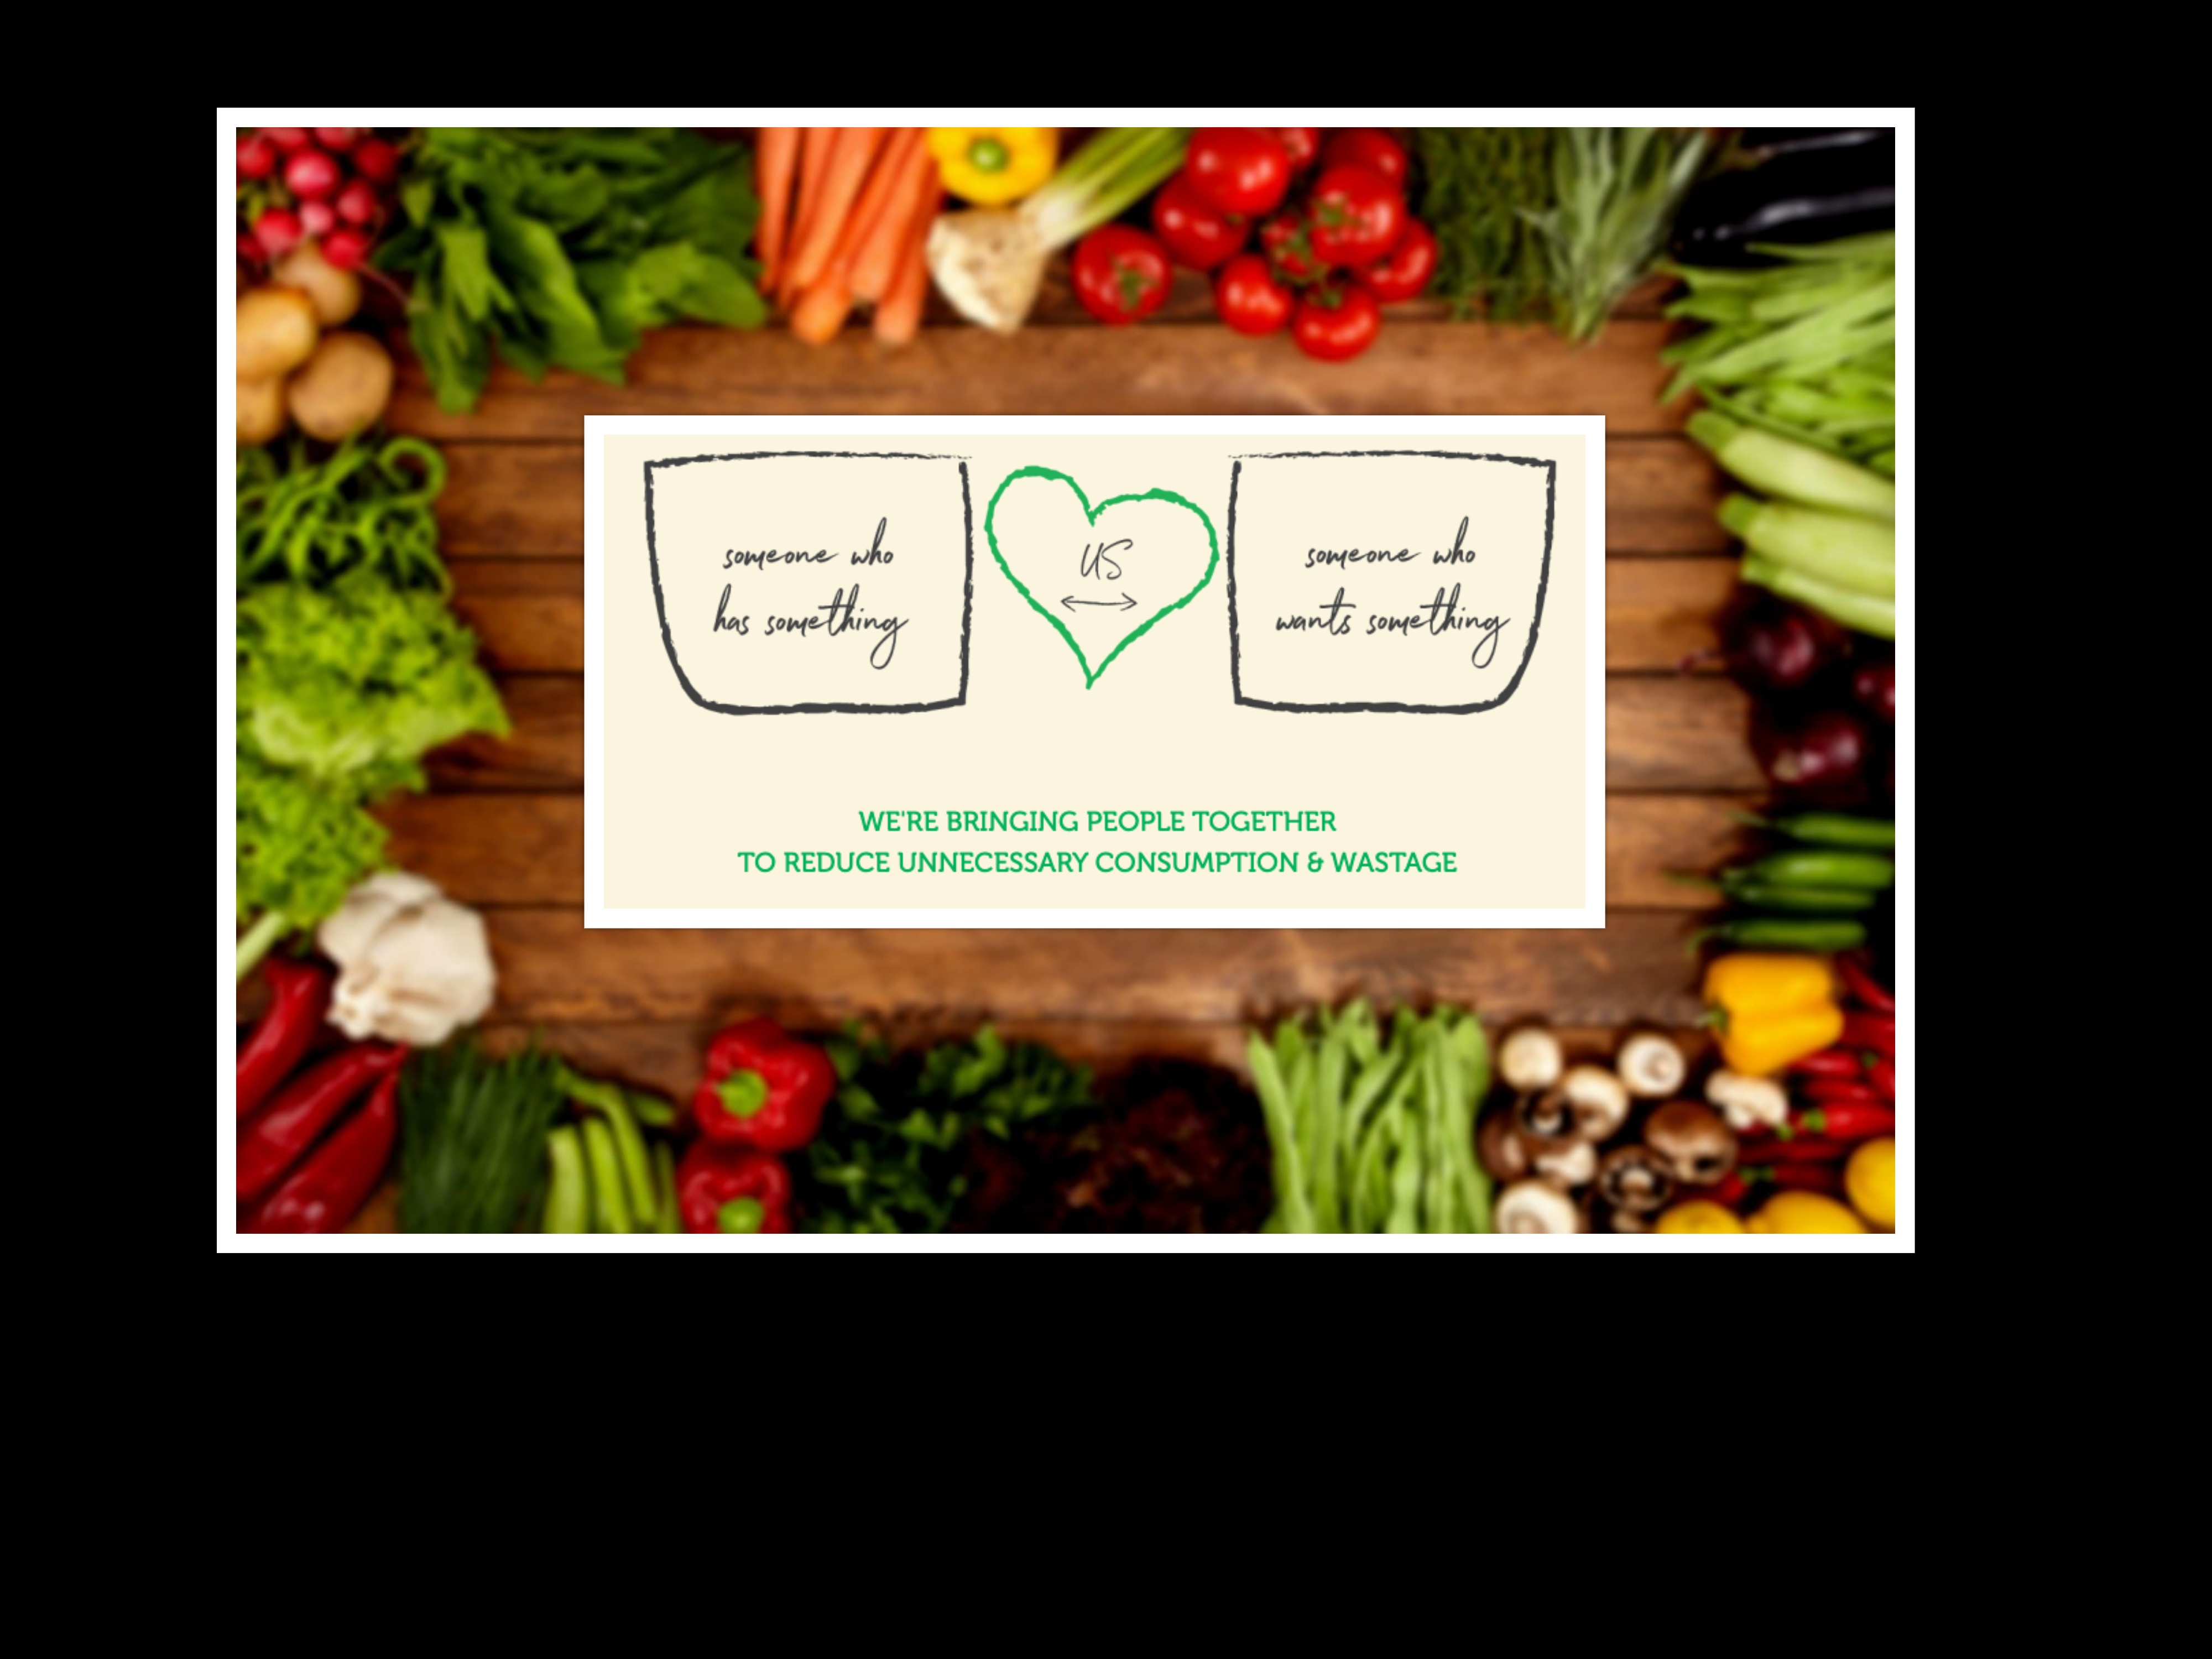 someone who
has something
US
someone who
wants something
WE'RE BRINGING PEOPLE TOGETHER
TO REDUCE UNNECESSARY CONSUMPTION & WASTAGE